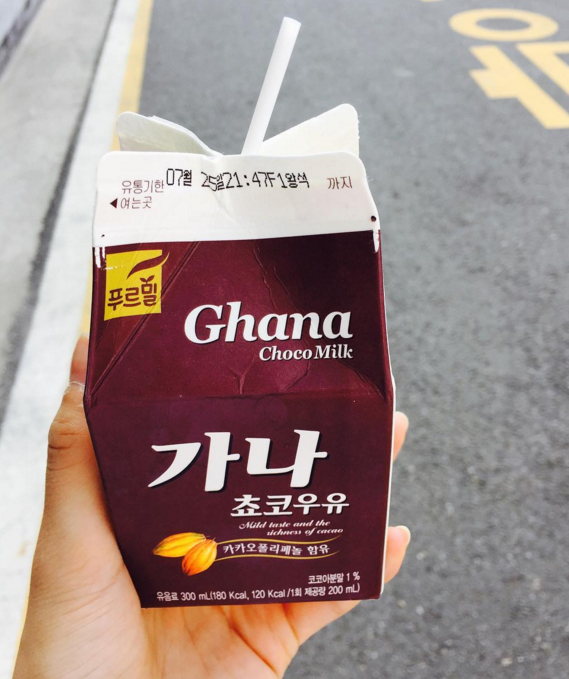 유통기한 07월 25일21:47F1왕석 까지
◀여는곳
푸르밀
Ghana
Choco Milk
가나
쵸코우유
Mild taste and the
richness of cacao
카카오폴리페놀 함유
코코아분말 1 %
유음료 300 mL(180 Kcal, 120 Kcal /1회 제공량 200 mL)